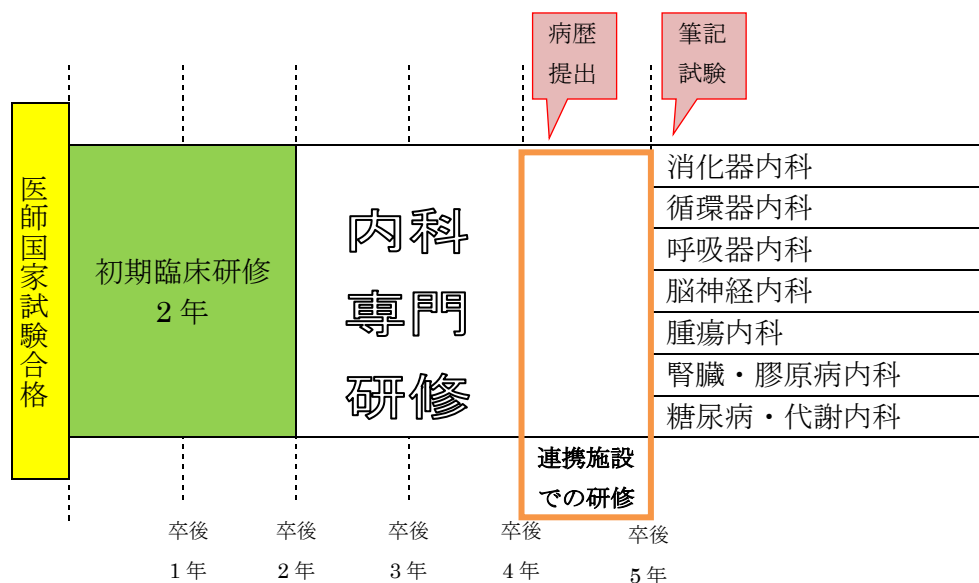 病歴
提出
筆記
試験
医師国家試験合格
初期臨床研修
2 年
内科
専門
研修
消化器内科
循環器内科
呼吸器内科
脳神経内科
腫瘍内科
腎臓・膠原病内科
糖尿病・代謝内科
連携施設
での研修
卒後
1 年
卒後
2 年
卒後
3 年
卒後
4 年
卒後
5 年